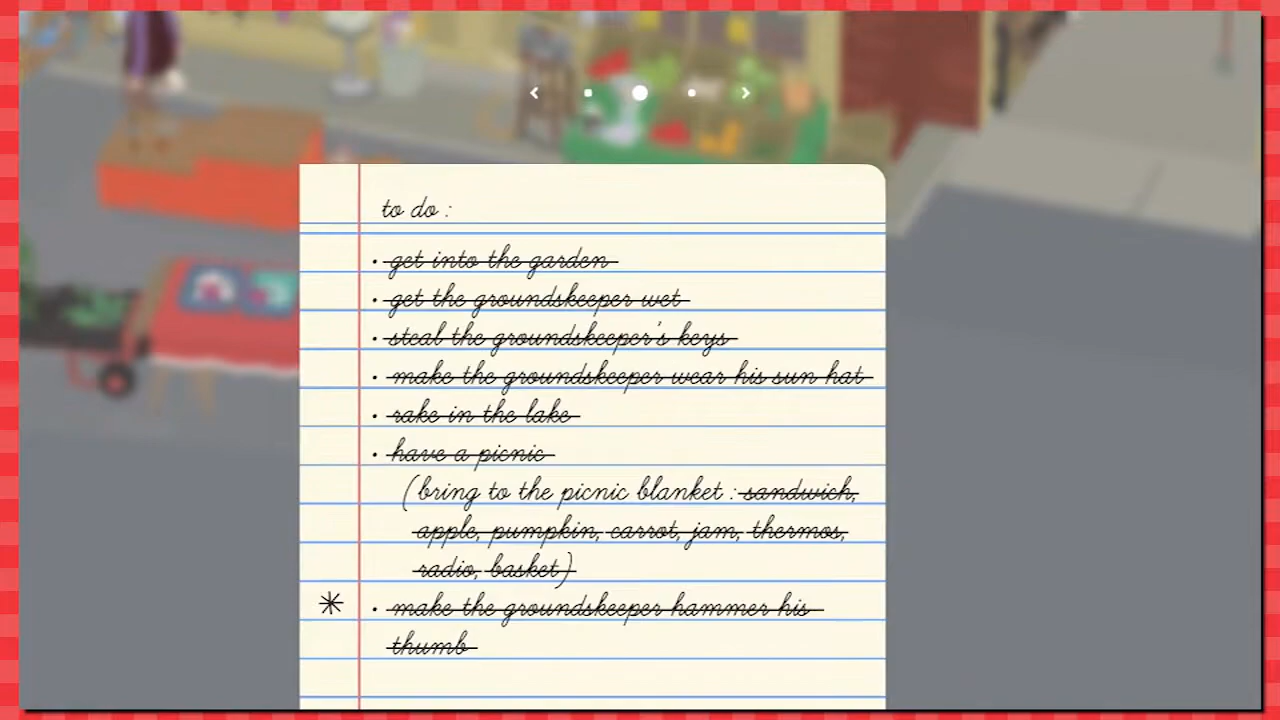 to do :
• get into the garden
• get the groundskeeper wet
• steal the groundskeeper's keys
• make the groundskeeper wear his sun hat
• rake in the lake
• have a picnic
(bring to the picnic blanket : sandwich,
apple, pumpkin, carrot, jam, thermos,
radio, basket)
• make the groundskeeper hammer his
thumb